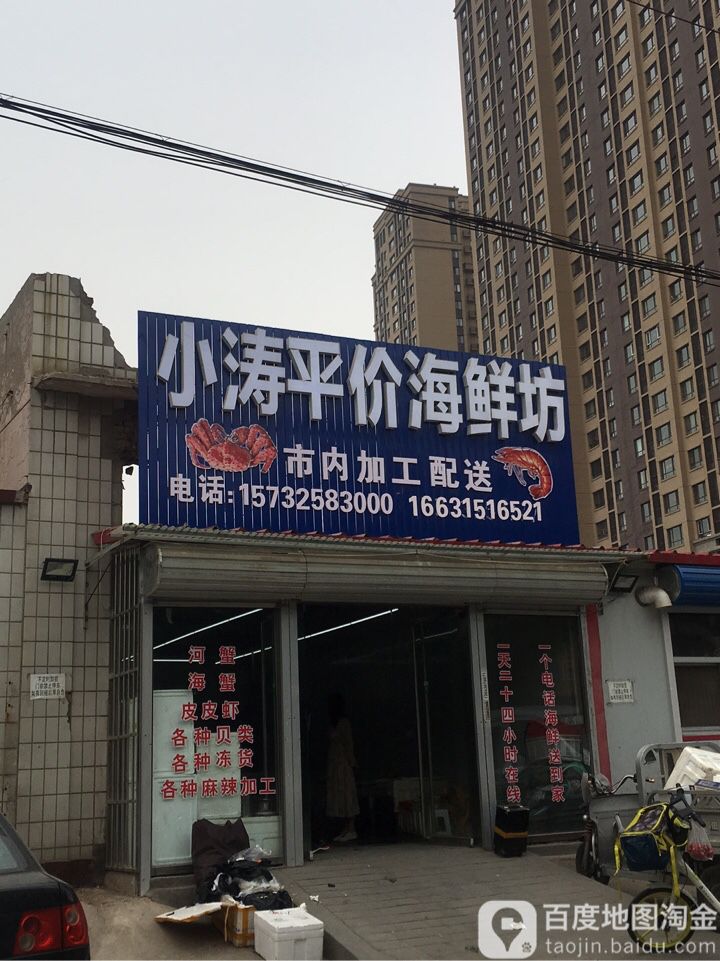 小涛平价海鲜坊
市内加工配送
电话:15732583000 16631516521
河蟹
海蟹
皮皮虾
各种贝类
各种冻货
各种麻辣加工
一个电话海鲜送到家
一天二十四小时在线
百度地图淘金
taojin.baidu.com